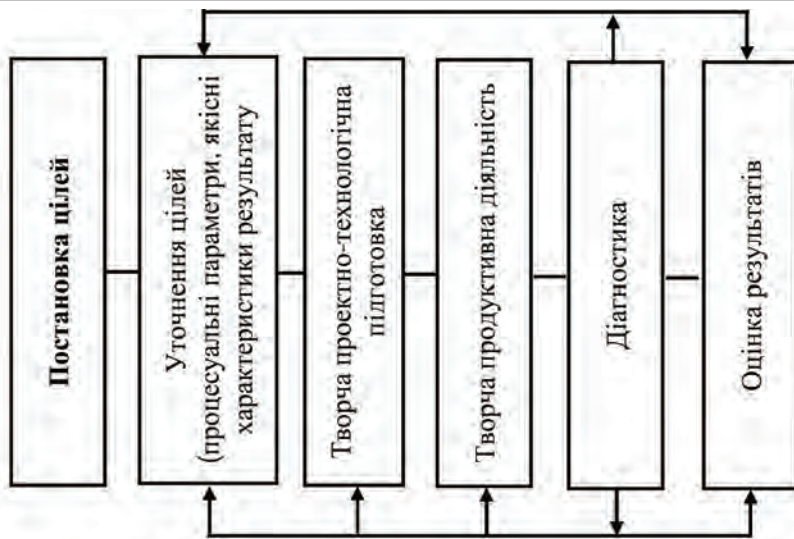 Постановка цілей
Уточнення цілей
(процесуальні параметри, якісні
характеристики результату
Творча проектно-технологічна
підготовка
Творча продуктивна діяльність
Діагностика
Оцінка результатів